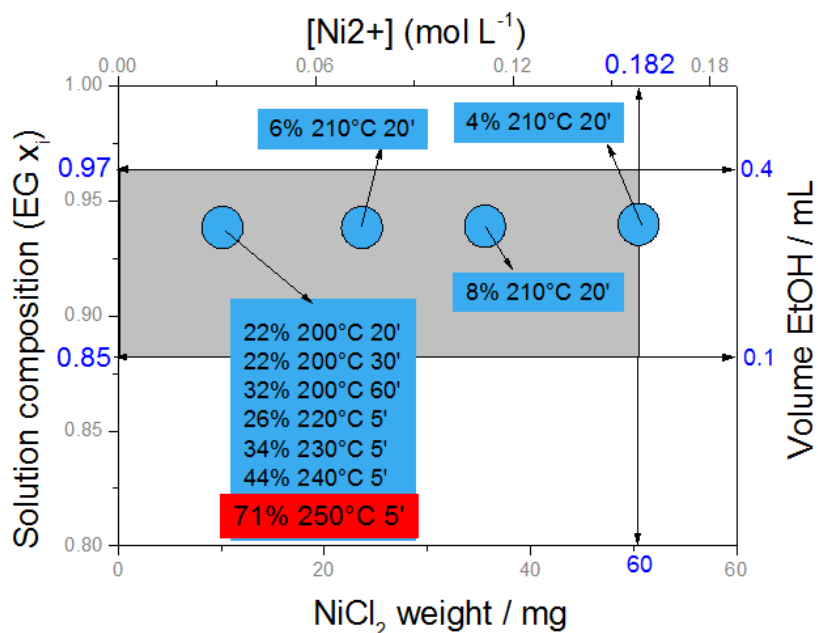 [Ni2+] (mol L-1)
0.00
0.06
0.12
0.182
0.18
1.00
6% 210°C 20'
4% 210°C 20'
0.97
0.4
0.95
8% 210°C 20'
0.90
22% 200°C 20'
0.85
0.1
22% 200°C 30'
32% 200°C 60'
26% 220°C 5'
0.85
34% 230°C 5'
44% 240°C 5'
71% 250°C 5'
0.80
0
20
40
60
60
NiCl2 weight / mg
Solution composition (EG xi)
Volume EtOH / mL